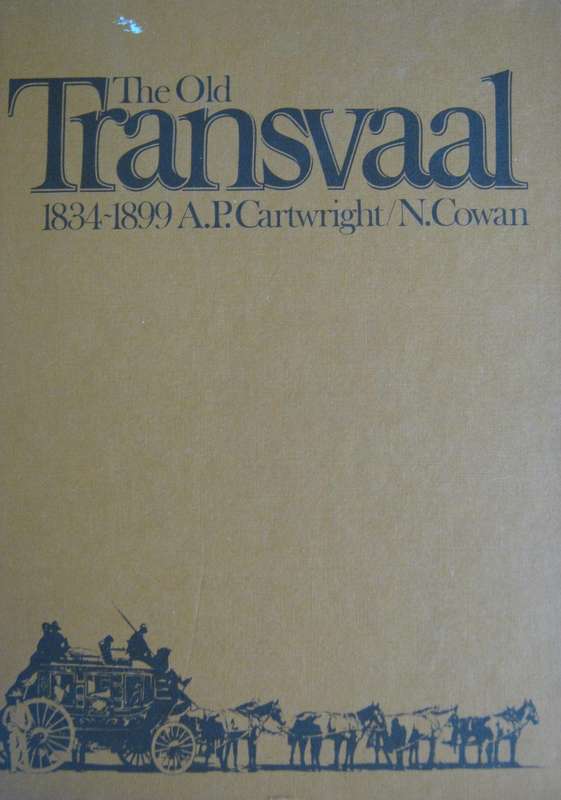 The Old
Transvaal
1834~1899 A.P. Cartwright/N. Cowan